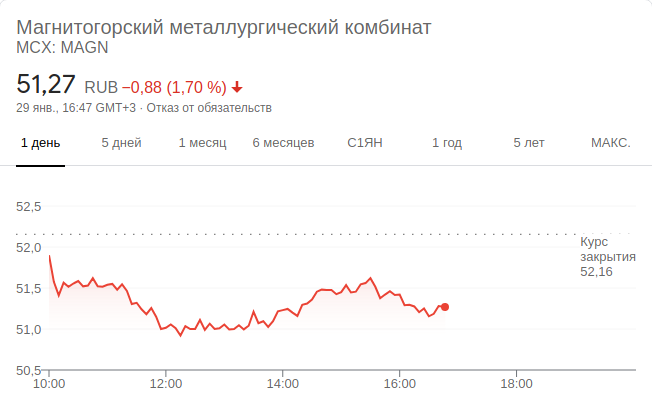 Магнитогорский металлургический комбинат
MCX: MAGN
51,27 RUB −0,88 (1,70 %)
29 янв., 16:47 GMT+3 · Отказ от обязательств
1 день 5 дней 1 месяц 6 месяцев С1ЯН 1 год 5 лет МАКС.
52,5
52,0
51,5
51,0
50,5
Курс
закрытия
52,16
10:00 12:00 14:00 16:00 18:00